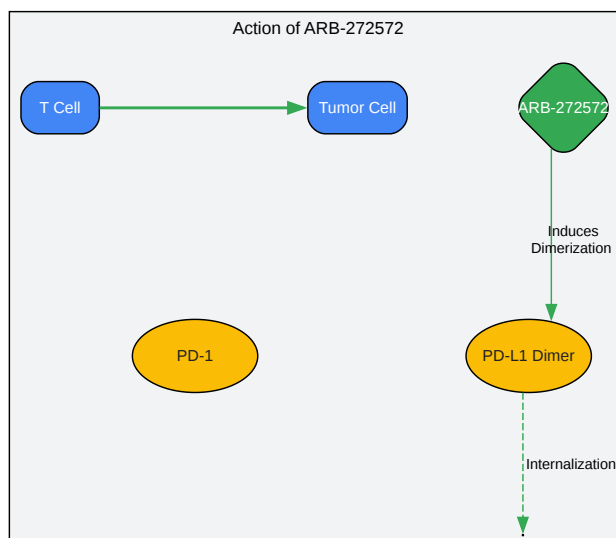 Action of ARB-272572
T Cell
Tumor Cell
ARB-272572
Induces
Dimerization
PD-1
PD-L1 Dimer
Internalization